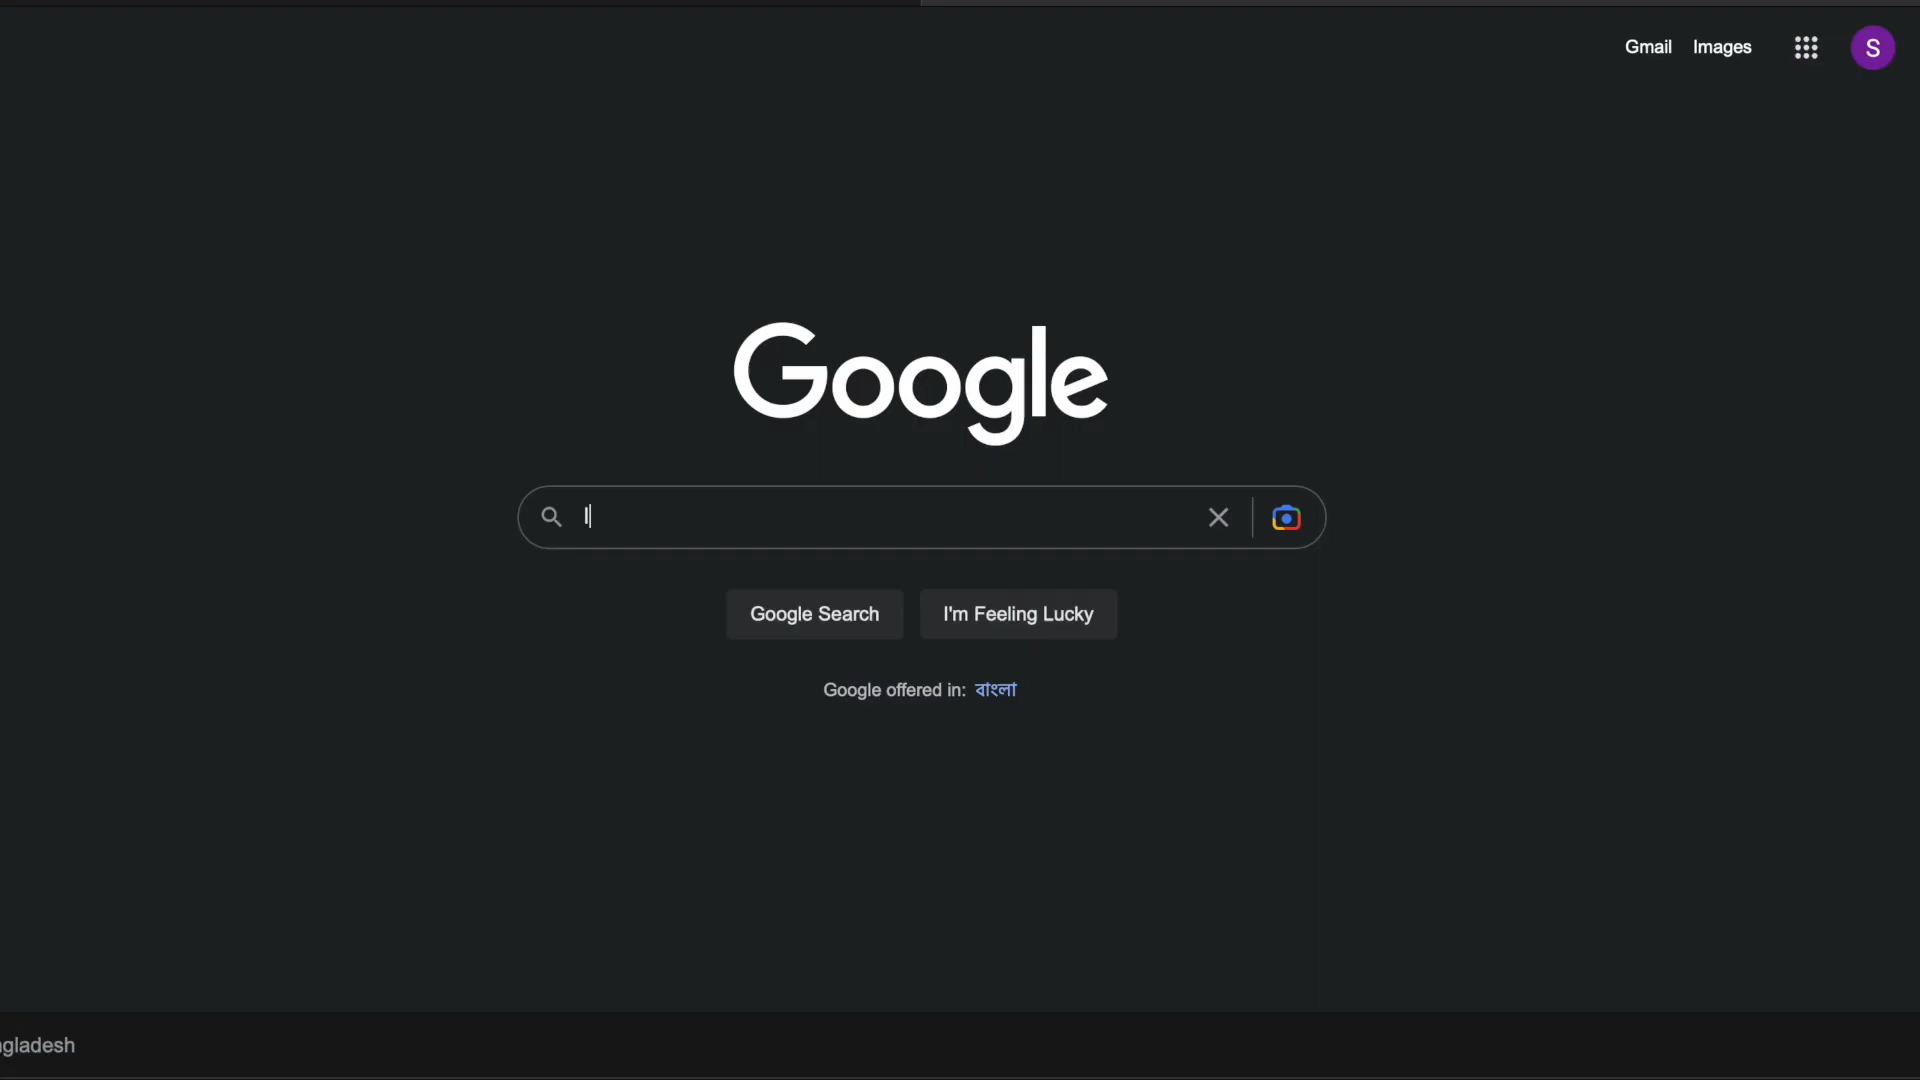 Gmail Images S
Google
l
Google Search I'm Feeling Lucky
Google offered in: বাংলা
gladesh